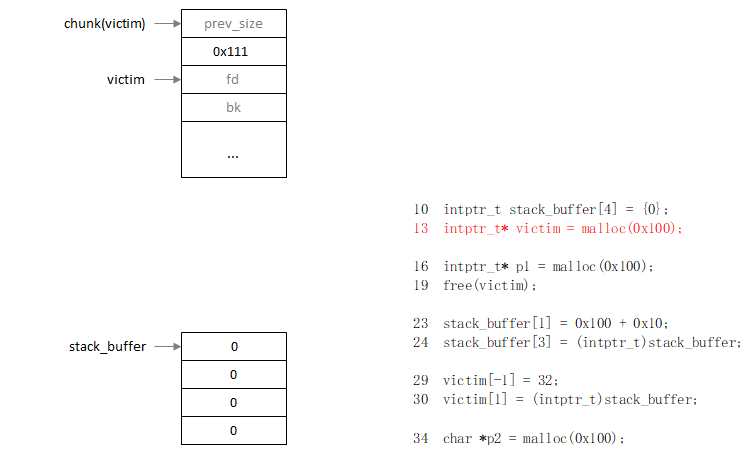 chunk(victim)
prev_size
0x111
victim
fd
bk
...
10 intptr_t stack_buffer[4] = {0};
13 intptr_t* victim = malloc(0x100);
16 intptr_t* p1 = malloc(0x100);
19 free(victim);
23 stack_buffer[1] = 0x100 + 0x10;
24 stack_buffer[3] = (intptr_t)stack_buffer;
29 victim[-1] = 32;
30 victim[1] = (intptr_t)stack_buffer;
34 char *p2 = malloc(0x100);
stack_buffer
0
0
0
0